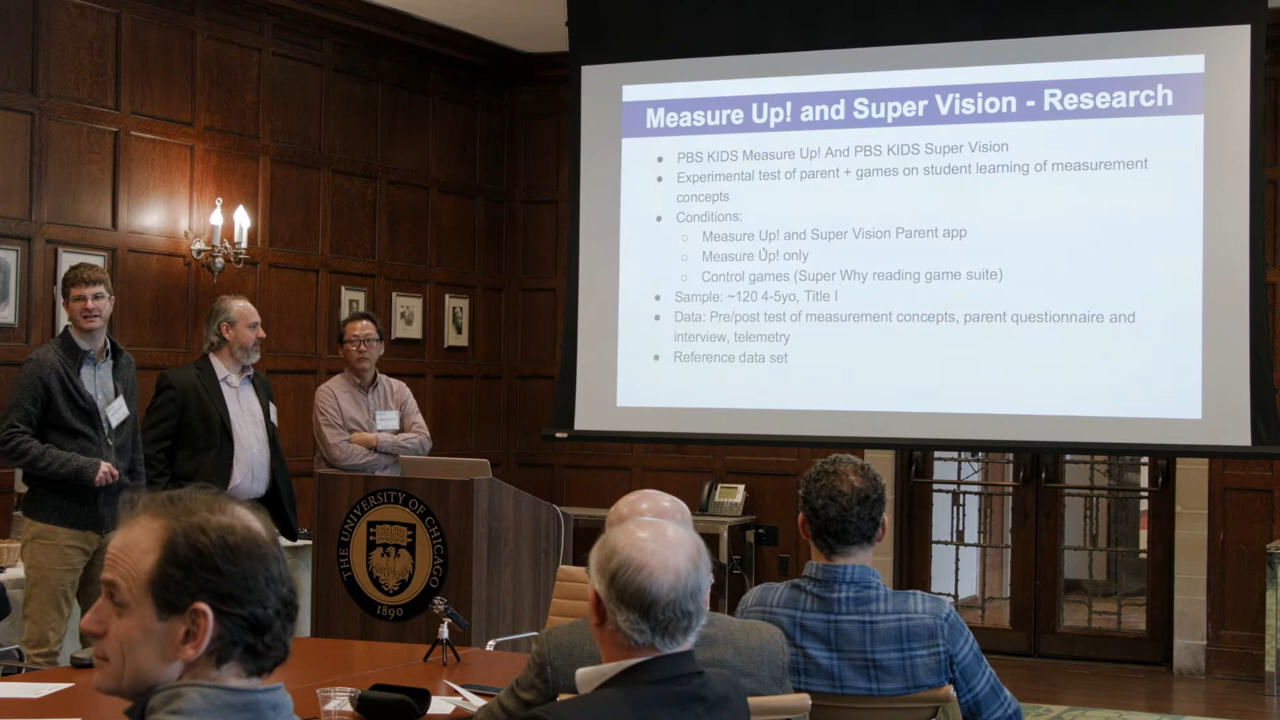 Measure Up! and Super Vision - Research
● PBS KIDS Measure Up! And PBS KIDS Super Vision
● Experimental test of parent + games on student learning of measurement
concepts
● Conditions:
○ Measure Up! and Super Vision Parent app
○ Measure Up! only
○ Control games (Super Why reading game suite)
● Sample: ~120 4-5yo, Title I
● Data: Pre/post test of measurement concepts, parent questionnaire and
interview, telemetry
● Reference data set
THE UNIVERSITY OF CHICAGO
1890